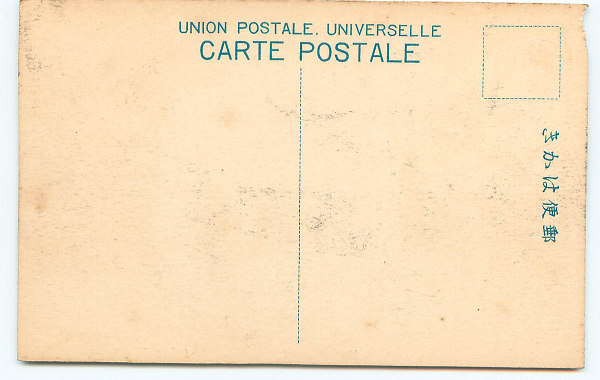 UNION POSTALE. UNIVERSELLE
CARTE POSTALE
郵便はかき